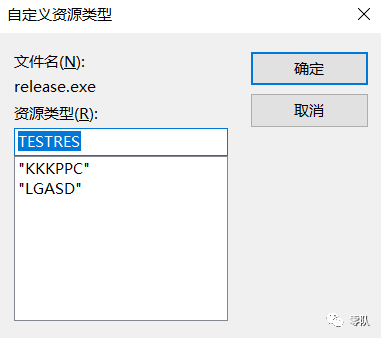 自定义资源类型
文件名(N):
release.exe
资源类型(R):
TESTRES
"KKKPPC"
"LGASD"
确定
取消
零队